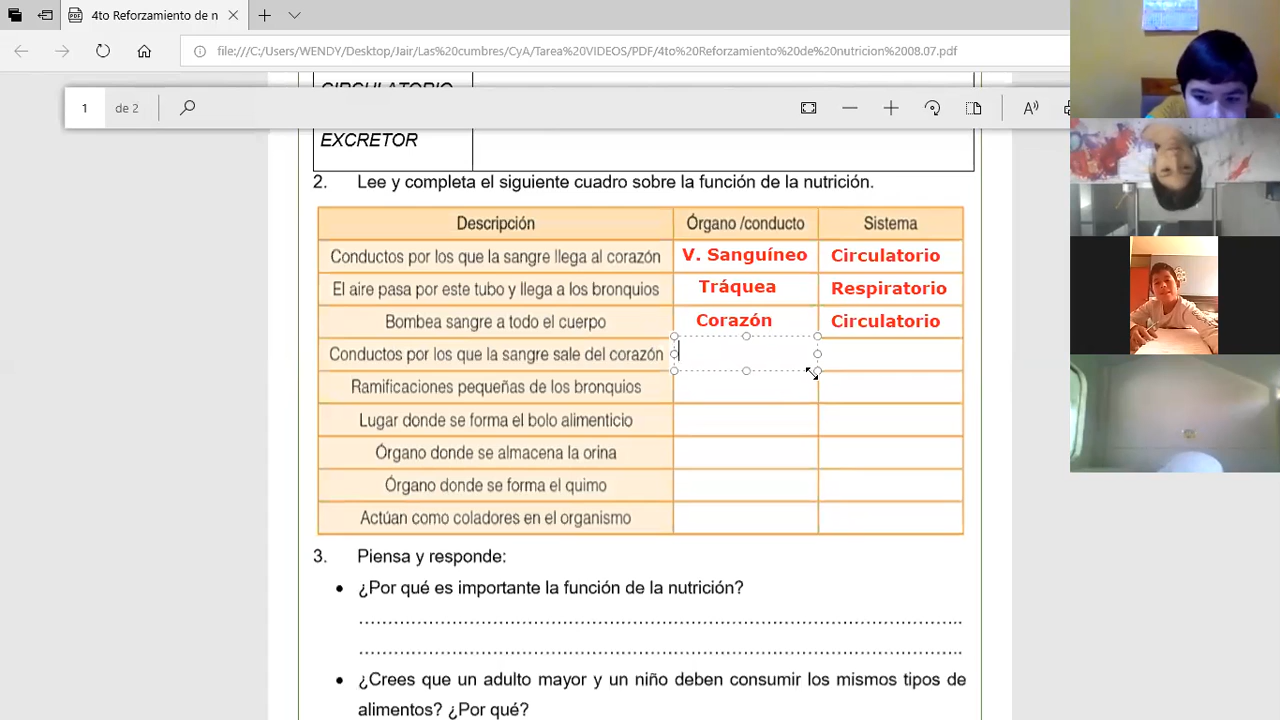 4to Reforzamiento de n
file:///C:/Users/WENDY/Desktop/Jair/Las%20cumbres/CyA/Tarea%20VIDEOS/PDF/4to%20Reforzamiento%20de%20nutricion%2008.07.pdf
CIRCULATORIO
1 de 2
EXCRETOR
2. Lee y completa el siguiente cuadro sobre la función de la nutrición.
Descripción Órgano /conducto Sistema
Conductos por los que la sangre llega al corazón V. Sanguíneo Circulatorio
El aire pasa por este tubo y llega a los bronquios Tráquea Respiratorio
Bombea sangre a todo el cuerpo Corazón Circulatorio
Conductos por los que la sangre sale del corazón
Ramificaciones pequeñas de los bronquios
Lugar donde se forma el bolo alimenticio
Órgano donde se almacena la orina
Órgano donde se forma el quimo
Actúan como coladores en el organismo
3. Piensa y responde:
• ¿Por qué es importante la función de la nutrición?
• ¿Crees que un adulto mayor y un niño deben consumir los mismos tipos de
alimentos? ¿Por qué?